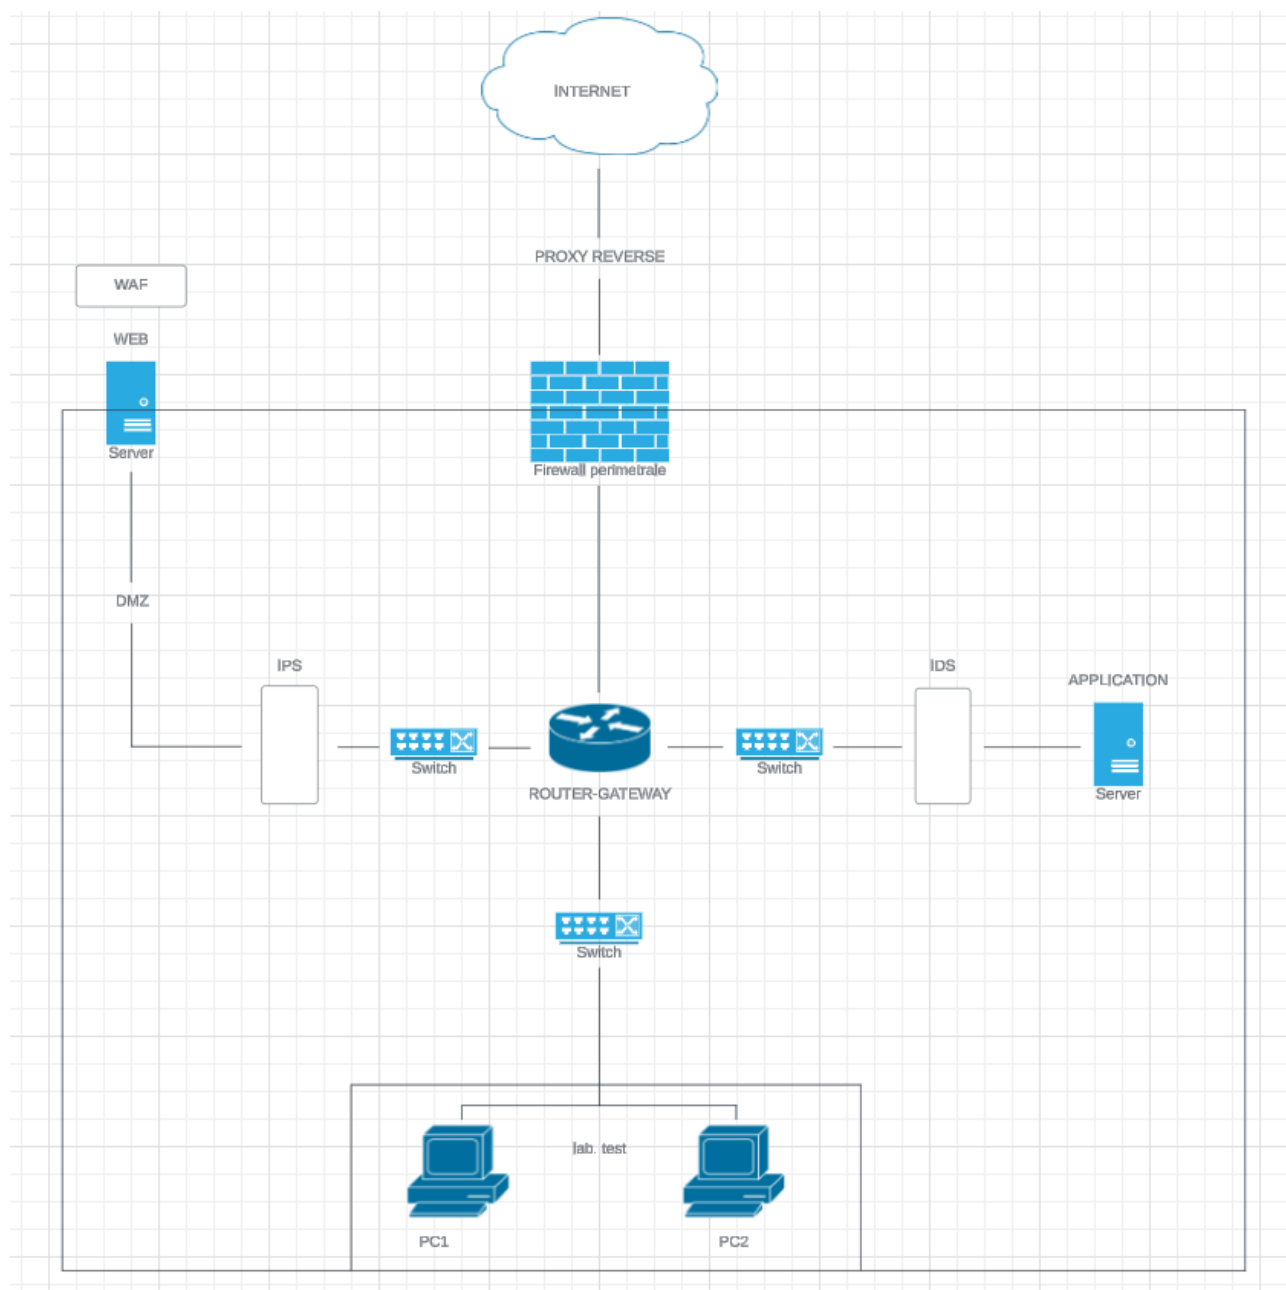 INTERNET
PROXY REVERSE
WAF
WEB
Server
Firewall perimetrale
DMZ
IPS
IDS
APPLICATION
Switch
Switch
ROUTER-GATEWAY
Server
Switch
lab. test
PC1
PC2